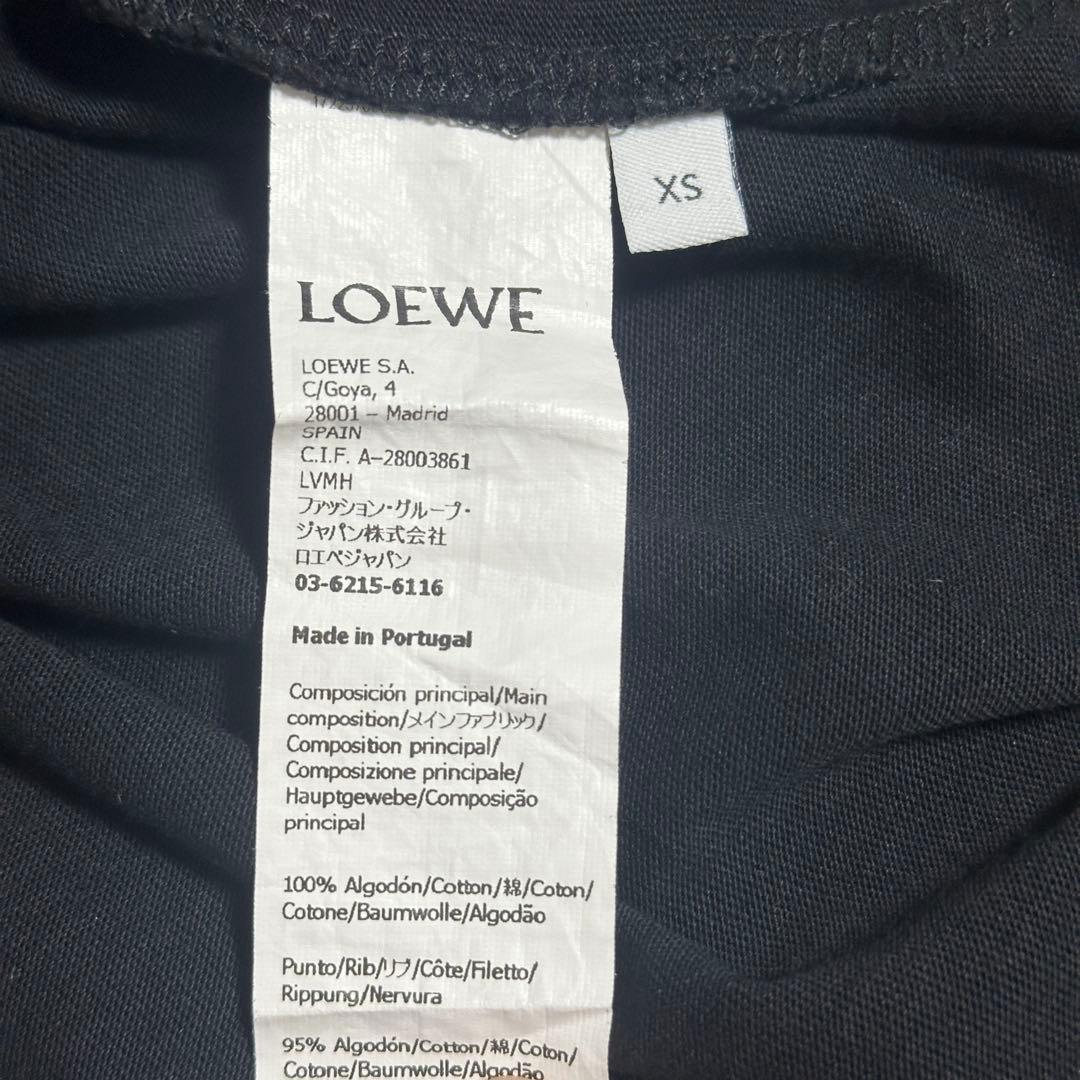 XS
LOEWE
LOEWE S.A.
C/Goya, 4
28001 – Madrid
SPAIN
C.I.F. A–28003861
LVMH
ファッション・グループ・
ジャパン株式会社
ロエベジャパン
03-6215-6116
Made in Portugal
Composición principal/Main
composition/メインファブリック/
Composition principal/
Composizione principale/
Hauptgewebe/Composição
principal
100% Algodón/Cotton/綿/Coton/
Cotone/Baumwolle/Algodão
Punto/Rib/リブ/Côte/Filetto/
Rippung/Nervura
95% Algodón/Cotton/綿/Coton/
Cotone/Baumwolle/Algodão